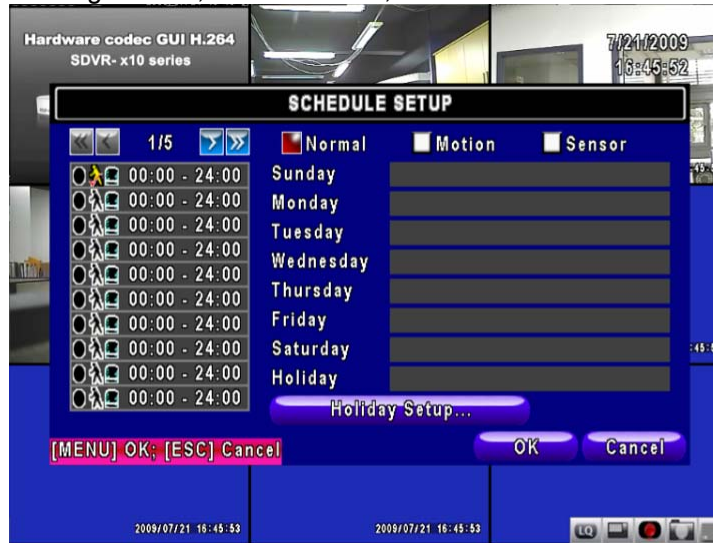 Hardware codec GUI H.264
SDVR- x10 series
7/21/2009
16:45:52
SCHEDULE SETUP
1/5
Normal Motion Sensor
00:00 - 24:00
00:00 - 24:00
00:00 - 24:00
00:00 - 24:00
00:00 - 24:00
00:00 - 24:00
00:00 - 24:00
00:00 - 24:00
00:00 - 24:00
Sunday
Monday
Tuesday
Wednesday
Thursday
Friday
Saturday
Holiday
Holiday Setup...
[MENU] OK; [ESC] Cancel
OK Cancel
2009/07/21 16:45:53
2009/07/21 16:45:53
LQ